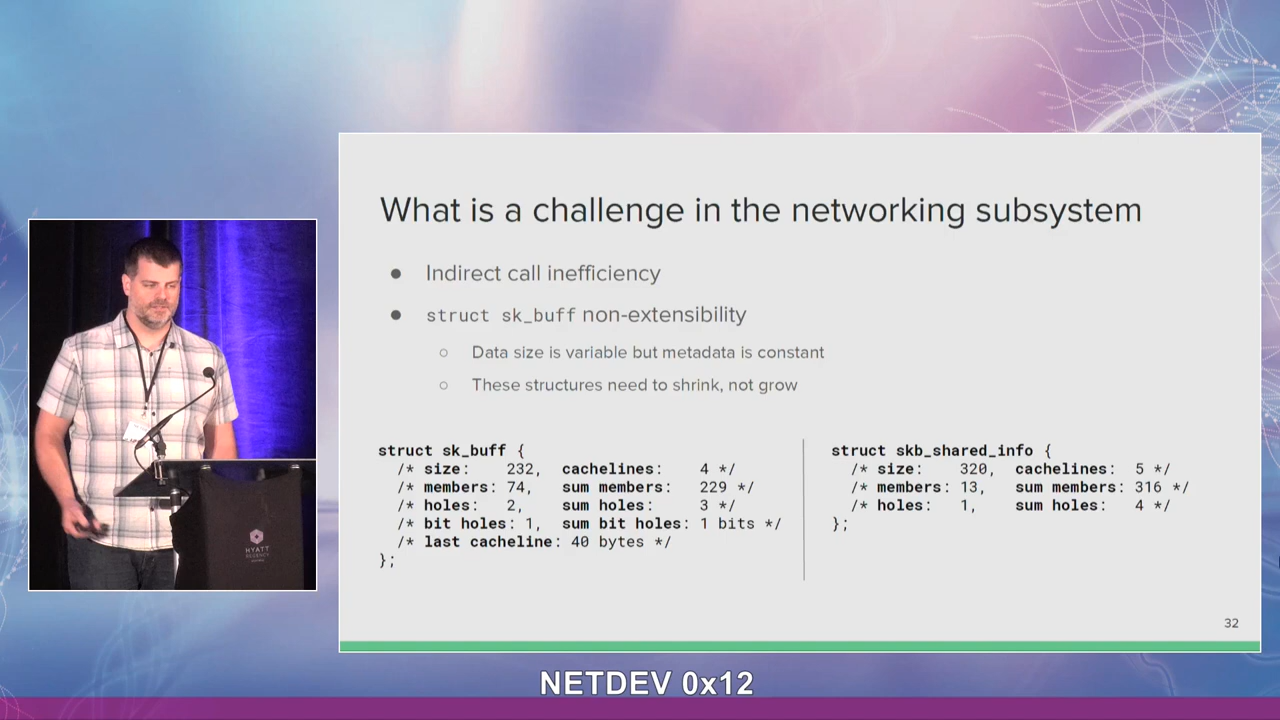 What is a challenge in the networking subsystem
● Indirect call inefficiency
● struct sk_buff non-extensibility
○ Data size is variable but metadata is constant
○ These structures need to shrink, not grow
struct sk_buff {
/* size: 232, cachelines: 4 */
/* members: 74, sum members: 229 */
/* holes: 2, sum holes: 3 */
/* bit holes: 1, sum bit holes: 1 bits */
/* last cacheline: 40 bytes */
};
struct skb_shared_info {
/* size: 320, cachelines: 5 */
/* members: 13, sum members: 316 */
/* holes: 1, sum holes: 4 */
};
32
HYATT
REGENCY
NETDEV 0x12